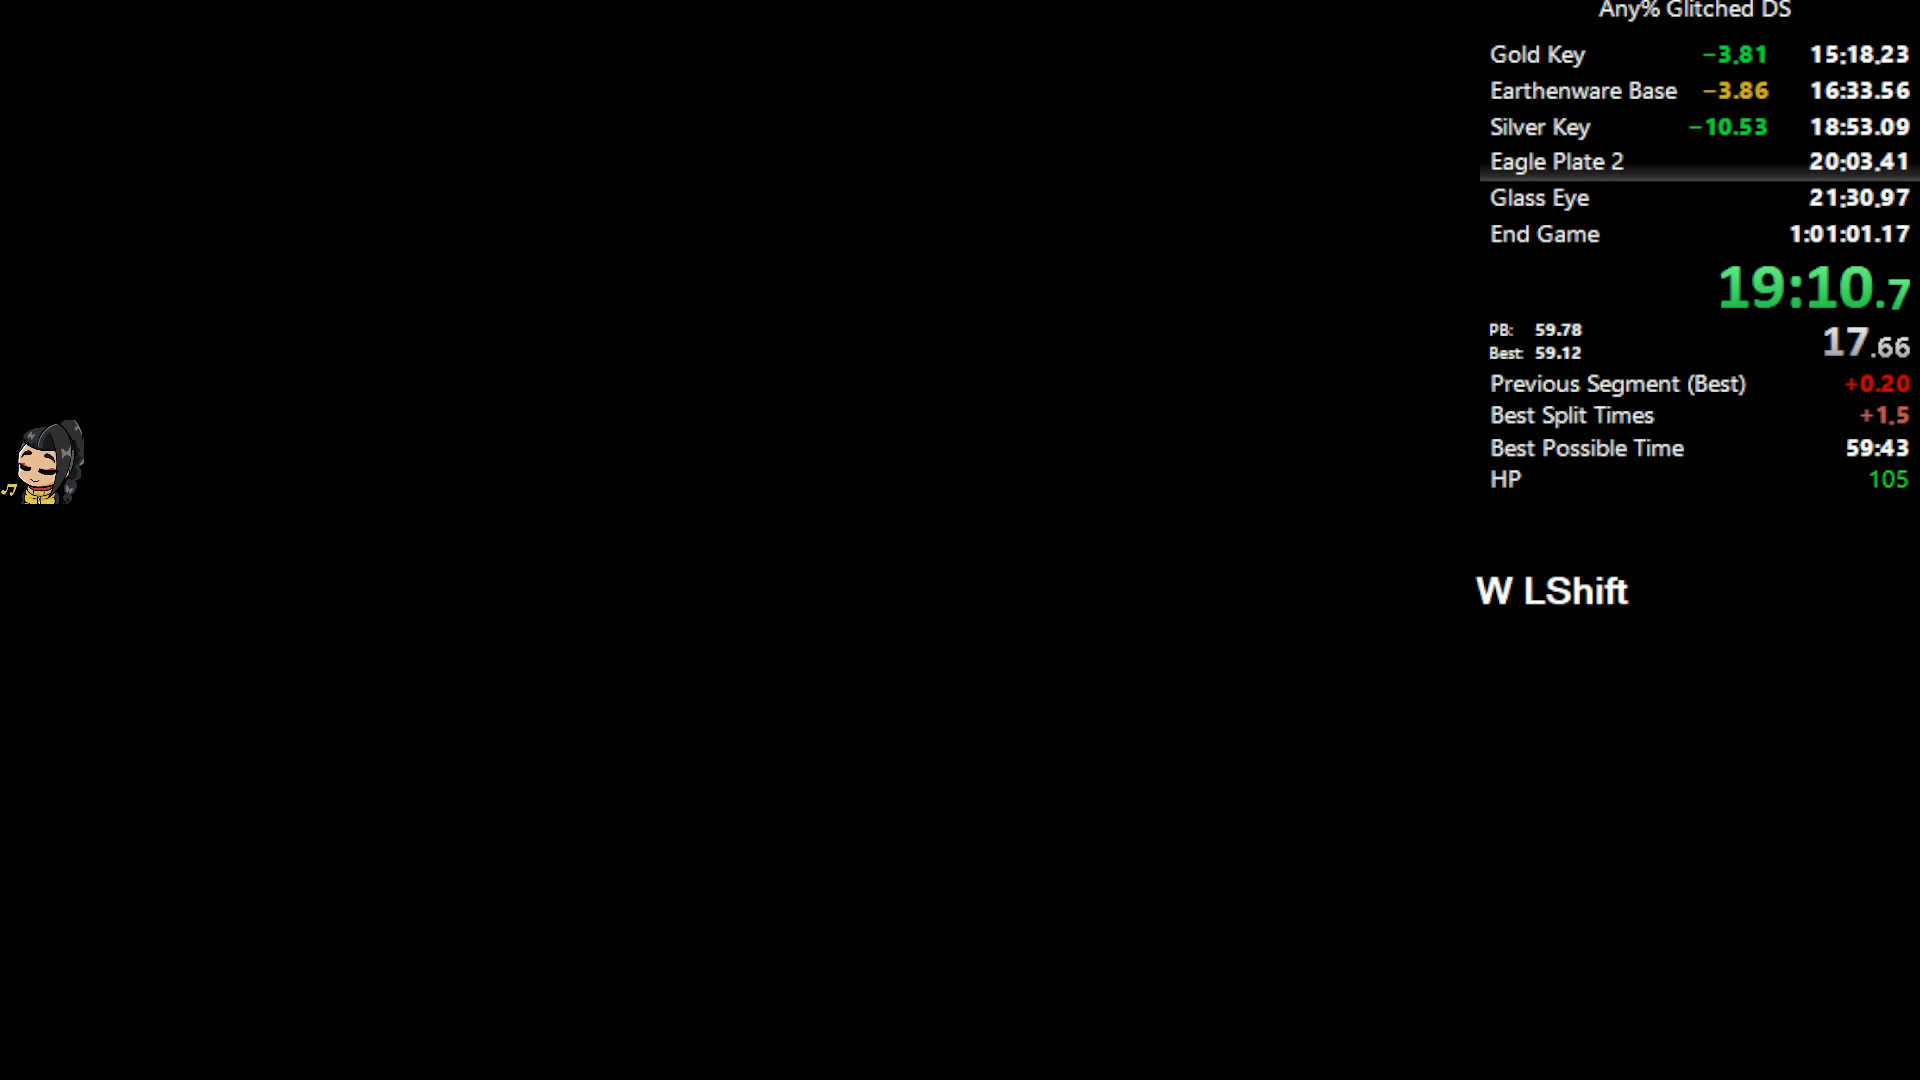 Any% Glitched DS
Gold Key −3.81 15:18.23
Earthenware Base −3.86 16:33.56
Silver Key −10.53 18:53.09
Eagle Plate 2 20:03.41
Glass Eye 21:30.97
End Game 1:01:01.17
19:10.7
PB: 59.78
17.66
Best: 59.12
Previous Segment (Best) +0.20
Best Split Times +1.5
Best Possible Time 59:43
HP 105
W LShift